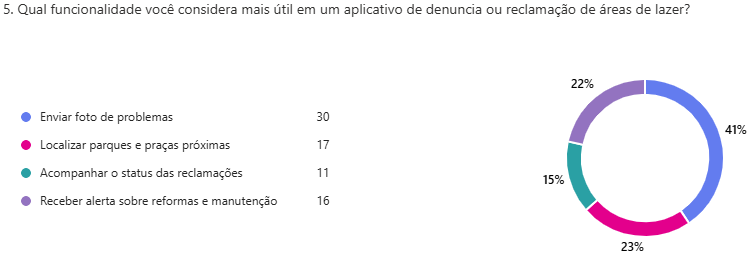 5. Qual funcionalidade você considera mais útil em um aplicativo de denuncia ou reclamação de áreas de lazer?
Enviar foto de problemas 30
Localizar parques e praças próximas 17
Acompanhar o status das reclamações 11
Receber alerta sobre reformas e manutenção 16
22%
41%
15%
23%